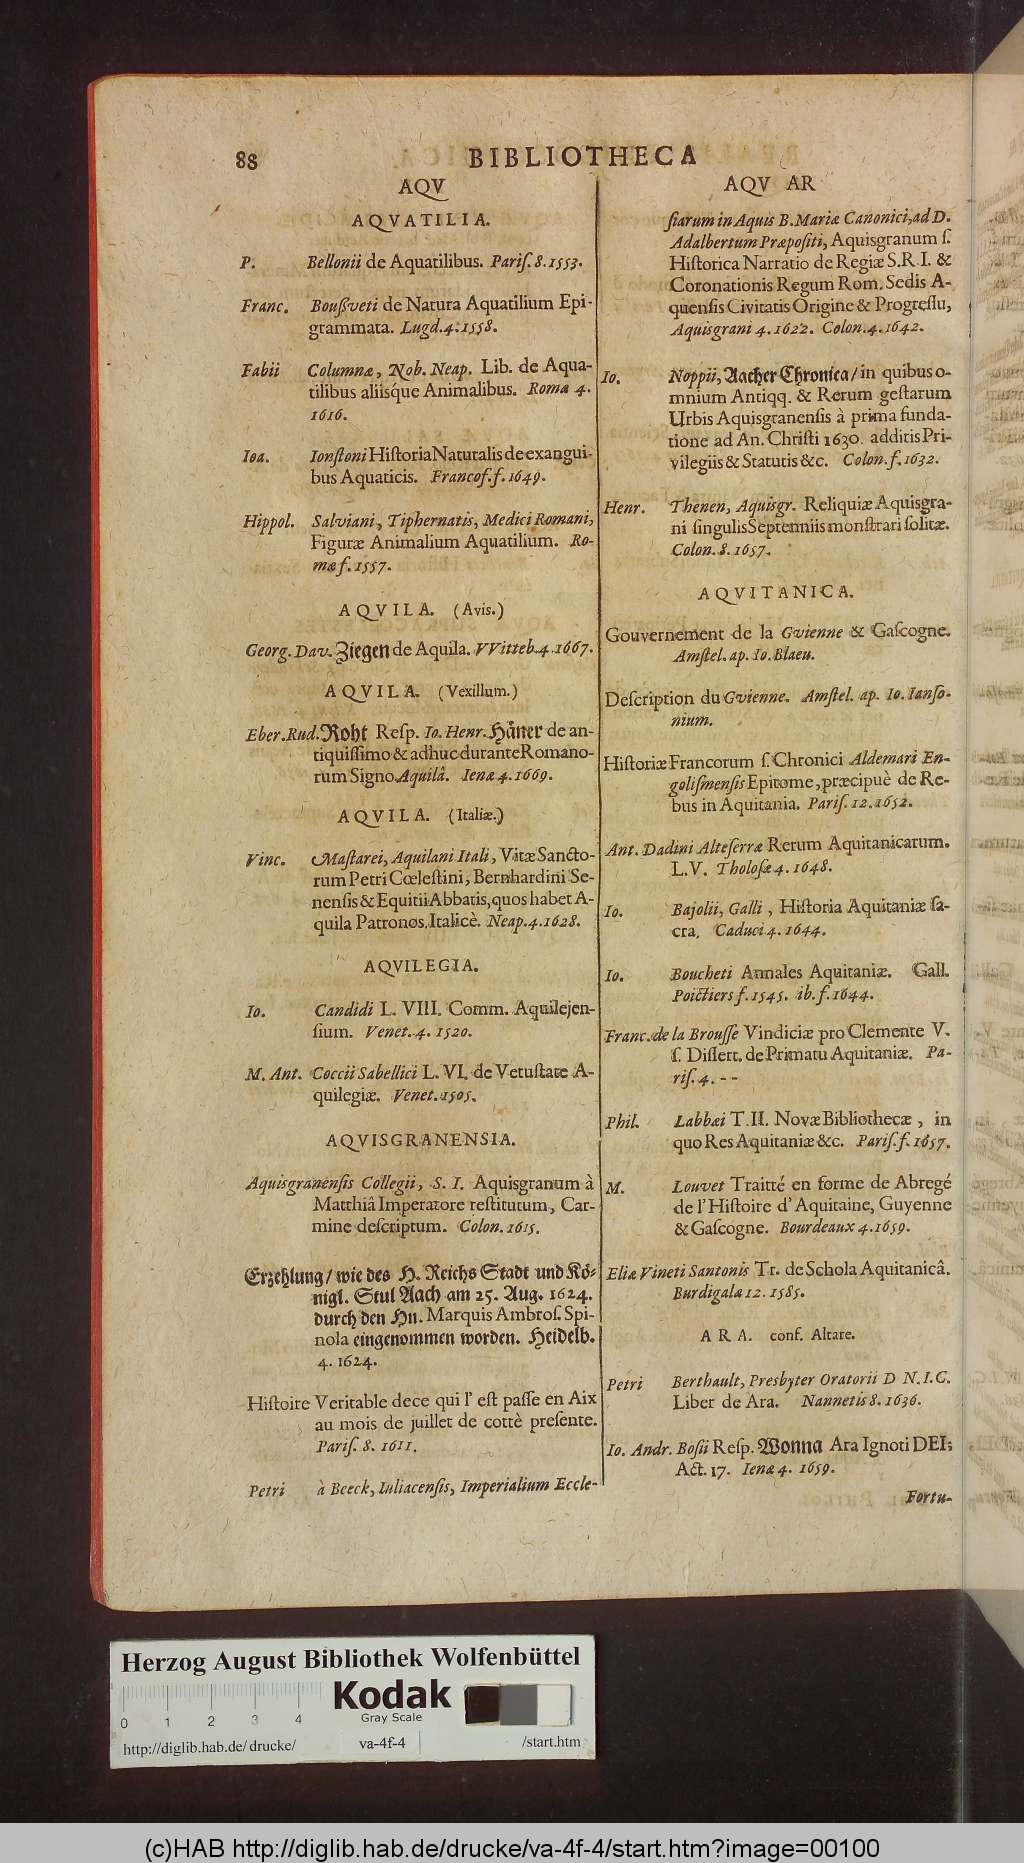 88 BIBLIOTHECA
AQV
AQVATILIA.
P. Bellonii de Aquatilibus. Pariſ. 8. 1553.
Franc. Bouſzveti de Natura Aquatilium Epi-
grammata. Lugd. 4. 1558.
Fabii Columnæ, Nob. Neap. Lib. de Aqua-
tilibus aliisq́ue Animalibus. Romæ 4.
1616.
Ioa. Ionſtoni Hiſtoria Naturalis de exangui-
bus Aquaticis. Francof. f. 1649.
Hippol. Salviani, Tiphernatis, Medici Romani,
Figuræ Animalium Aquatilium. Ro-
mæ f. 1557.
AQVILA. (Avis.)
Georg. Dav. Ziegen de Aquila. VVitteb. 4. 1667.
AQVILA. (Vexillum.)
Eber. Rud. Roht Reſp. Io. Henr. Häner de an-
tiquiſſimo & adhuc durante Romano-
rum Signo Aquilâ. Ienæ 4. 1669.
AQVILA. (Italiæ.)
Vinc. Maſtarei, Aquilani Itali, Vitæ Sancto-
rum Petri Cœleſtini, Bernhardini Se-
nenſis & Equitii Abbatis, quos habet A-
quila Patronos. Italicè. Neap. 4. 1628.
AQVILEGIA.
Io. Candidi L. VIII. Comm. Aquilejen-
ſium. Venet. 4. 1520.
M. Ant. Coccii Sabellici L. VI. de Vetuſtate A-
quilegiæ. Venet. 1505.
AQVISGRANENSIA.
Aquisgranenſis Collegii, S. I. Aquisgranum à
Matthiâ Imperatore reſtitutum, Car-
mine deſcriptum. Colon. 1615.
Erzehlung / wie des H. Reichs Stadt und Kö-
nigl. Stul Aach am 25. Aug. 1624.
durch den Hn. Marquis Ambroſ. Spi-
nola eingenommen worden. Heidelb.
4. 1624.
Hiſtoire Veritable de ce qui l' eſt paſſe en Aix
au mois de juillet de cottè preſente.
Pariſ. 8. 1611.
Petri à Beeck, Iuliacenſis, Imperialium Eccle-
AQV AR
ſiarum in Aquis B. Mariæ Canonici, ad D.
Adalbertum Præpoſiti, Aquisgranum ſ.
Hiſtorica Narratio de Regiæ S.R.I. &
Coronationis Regum Rom. Sedis A-
quenſis Civitatis Origine & Progreſſu,
Aquisgrani 4. 1622. Colon. 4. 1642.
Io. Noppii, Aacher Chronica / in quibus o-
mnium Antiqq. & Rerum geſtarum
Urbis Aquisgranenſis à prima funda-
tione ad An. Chriſti 1630. additis Pri-
vilegiis & Statutis &c. Colon. f. 1632.
Henr. Thenen, Aquisgr. Reliquiæ Aquisgra-
ni ſingulis Septenniis monſtrari ſolitæ.
Colon. 8. 1657.
AQVITANICA.
Gouvernement de la Gvienne & Gaſcogne.
Amſtel. ap. Io. Blaeu.
Deſcription du Gvienne. Amſtel. ap. Io. Ianſo-
nium.
Hiſtoriæ Francorum ſ. Chronici Aldemari En-
goliſmenſis Epitome, præcipuè de Re-
bus in Aquitania. Pariſ. 12. 1652.
Ant. Dadini Alteſerræ Rerum Aquitanicarum.
L. V. Tholoſæ 4. 1648.
Io. Bajolii, Galli, Hiſtoria Aquitaniæ ſa-
cra. Caduci 4. 1644.
Io. Boucheti Annales Aquitaniæ. Gall.
Poictiers f. 1545. ib. f. 1644.
Franc. de la Brouſſe Vindiciæ pro Clemente V.
ſ. Diſſert. de Primatu Aquitaniæ. Pa-
riſ. 4. - -
Phil. Labbæi T. II. Novæ Bibliothecæ, in
quo Res Aquitaniæ &c. Pariſ. f. 1657.
M. Louvet Traitté en forme de Abregé
de l' Hiſtoire d' Aquitaine, Guyenne
& Gaſcogne. Bourdeaux 4. 1659.
Eliæ Vineti Santonis Tr. de Schola Aquitanicâ.
Burdigalæ 12. 1585.
ARA. conf. Altare.
Petri Berthault, Presbyter Oratorii D N. I. C.
Liber de Ara. Nannetis 8. 1636.
Io. Andr. Boſii Reſp. Wonna Ara Ignoti DEI;
Act. 17. Ienæ 4. 1659.
Fortu-
Herzog August Bibliothek Wolfenbüttel
Kodak
Gray Scale
0 1 2 3 4
http://diglib.hab.de/drucke/ va-4f-4 /start.htm
(c)HAB http://diglib.hab.de/drucke/va-4f-4/start.htm?image=00100